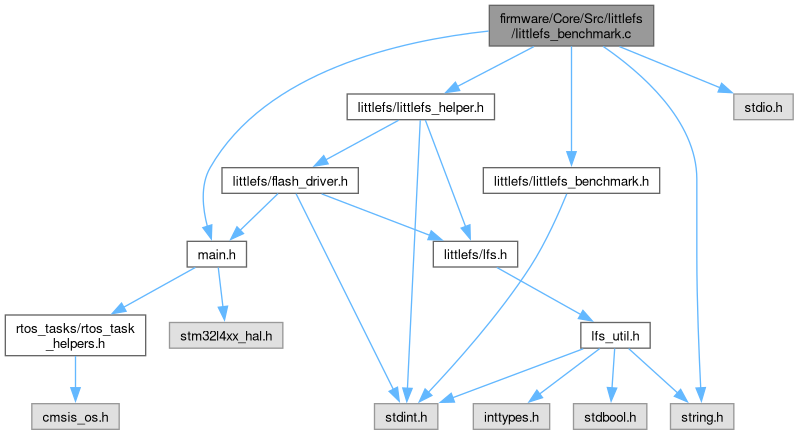 firmware/Core/Src/littlefs
/littlefs_benchmark.c
littlefs/littlefs_helper.h
stdio.h
littlefs/flash_driver.h
littlefs/littlefs_benchmark.h
main.h
littlefs/lfs.h
rtos_tasks/rtos_task
_helpers.h
stm32l4xx_hal.h
lfs_util.h
cmsis_os.h
stdint.h
inttypes.h
stdbool.h
string.h